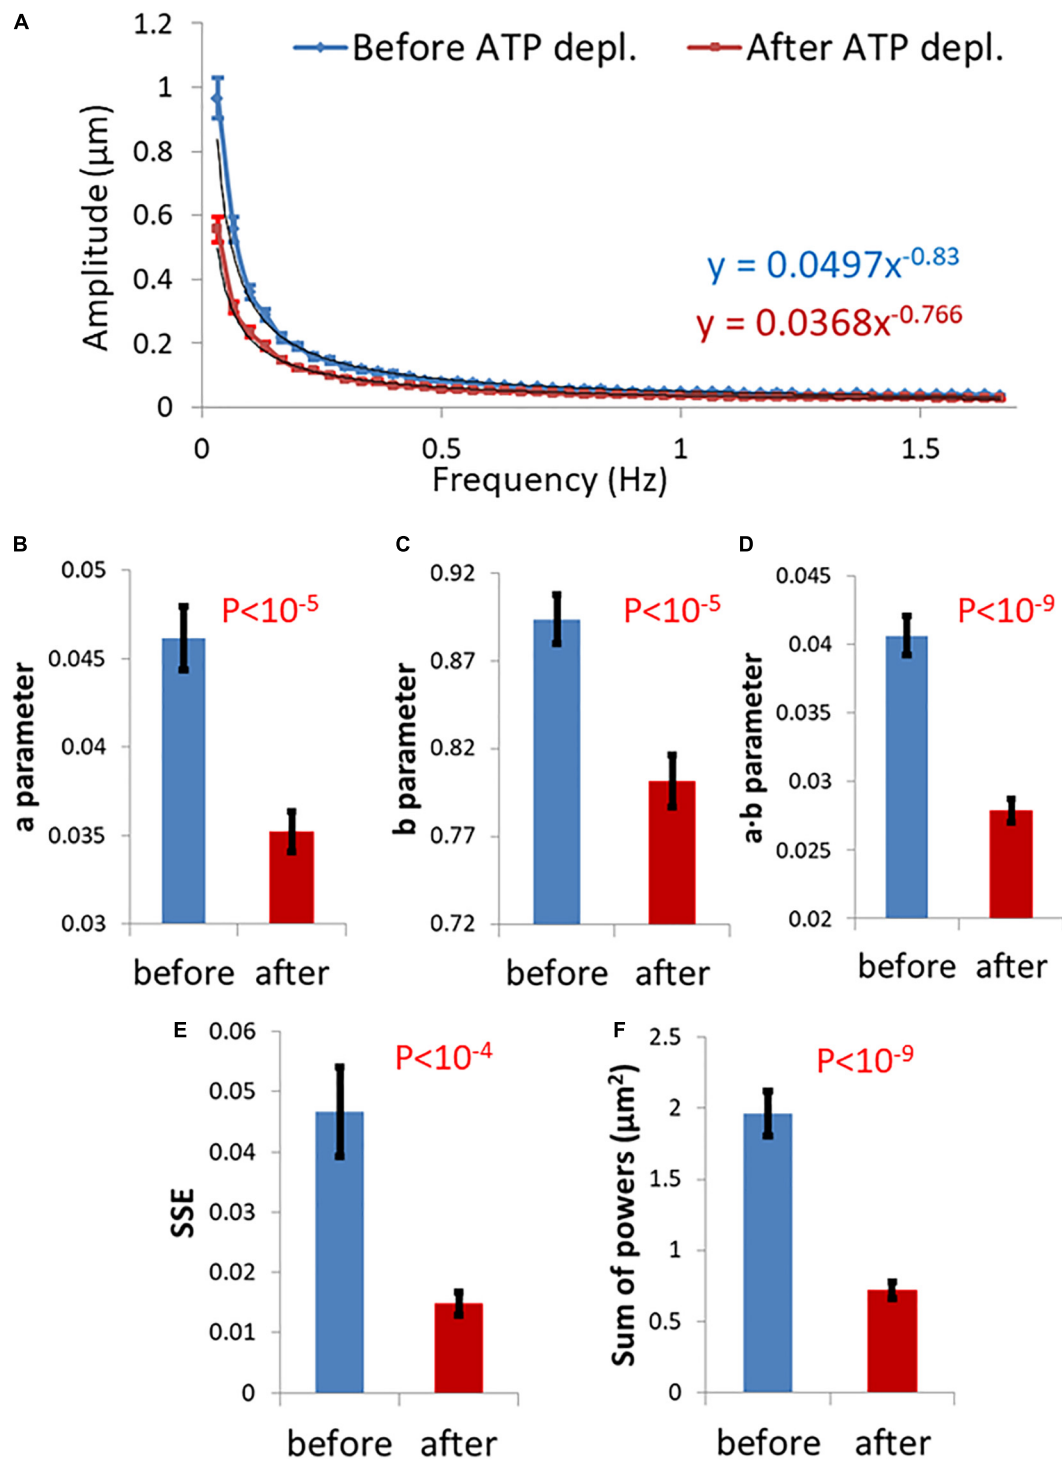 A
1.2
1
0.8
0.6
0.4
0.2
0
Amplitude (µm)
Before ATP depl.
After ATP depl.
y = 0.0497x^-0.83
y = 0.0368x^-0.766
0 0.5 1 1.5
Frequency (Hz)
B
0.05
0.045
0.04
0.035
0.03
a parameter
P<10^-5
before after
C
0.92
0.87
0.82
0.77
0.72
b parameter
P<10^-5
before after
D
0.045
0.04
0.035
0.03
0.025
0.02
a·b parameter
P<10^-9
before after
E
0.06
0.05
0.04
0.03
0.02
0.01
0
SSE
P<10^-4
before after
F
2.5
2
1.5
1
0.5
0
Sum of powers (µm²)
P<10^-9
before after